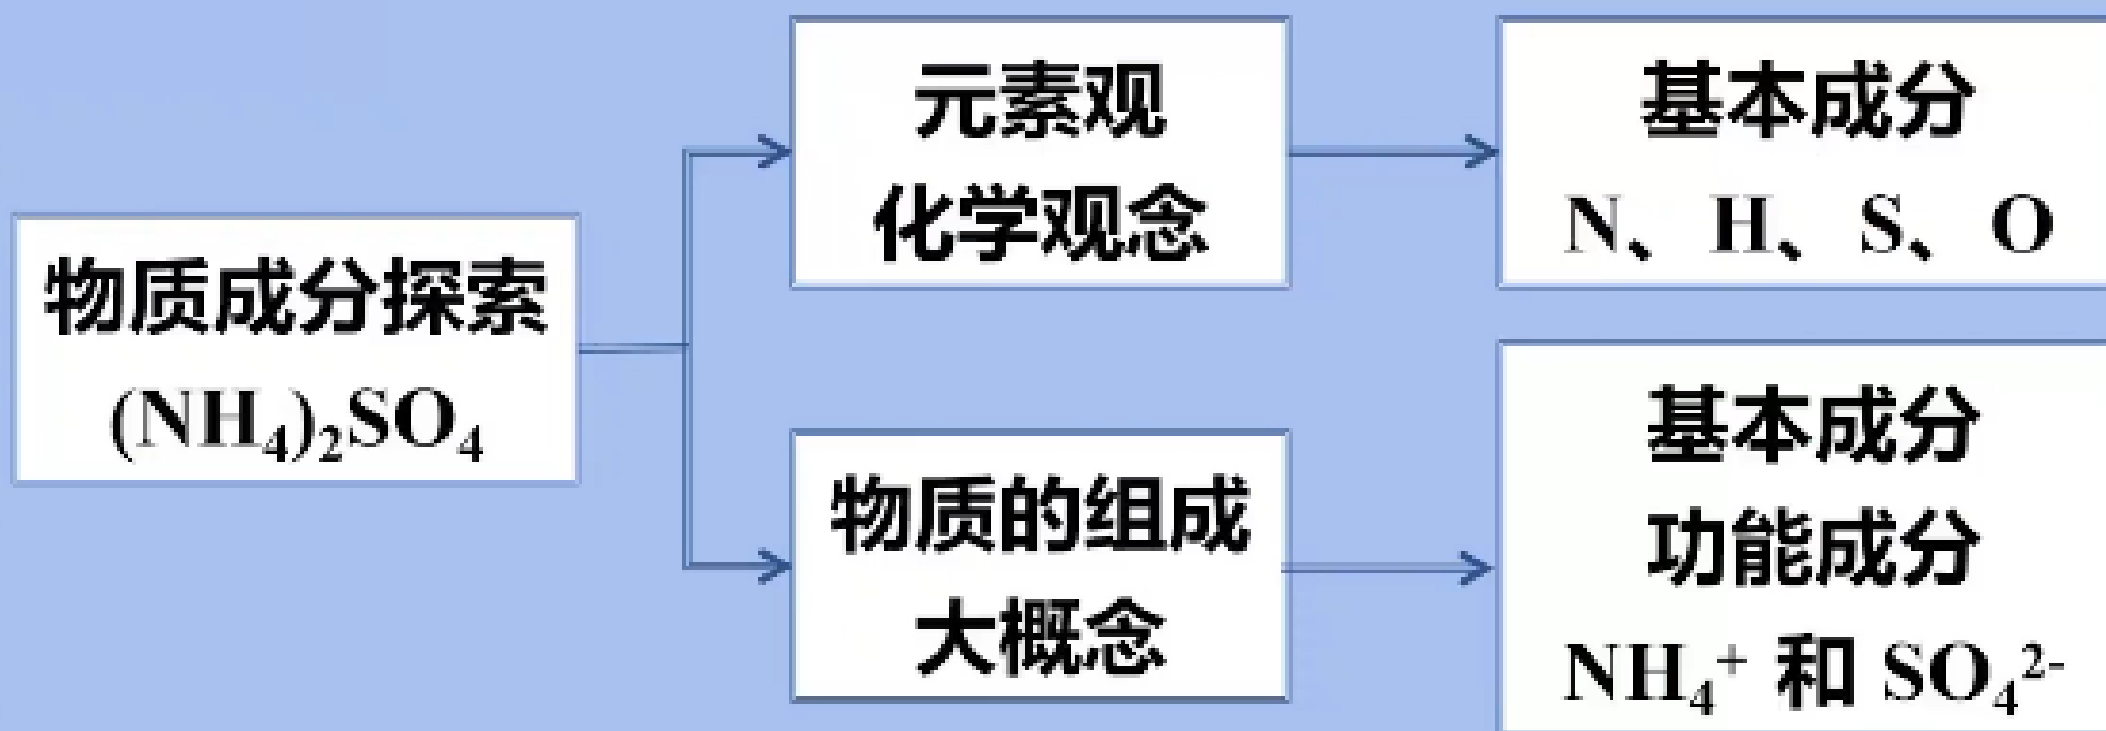 物质成分探索
(NH₄)₂SO₄
元素观
化学观念
基本成分
N、H、S、O
物质的组成
大概念
基本成分
功能成分
NH₄⁺ 和 SO₄²⁻